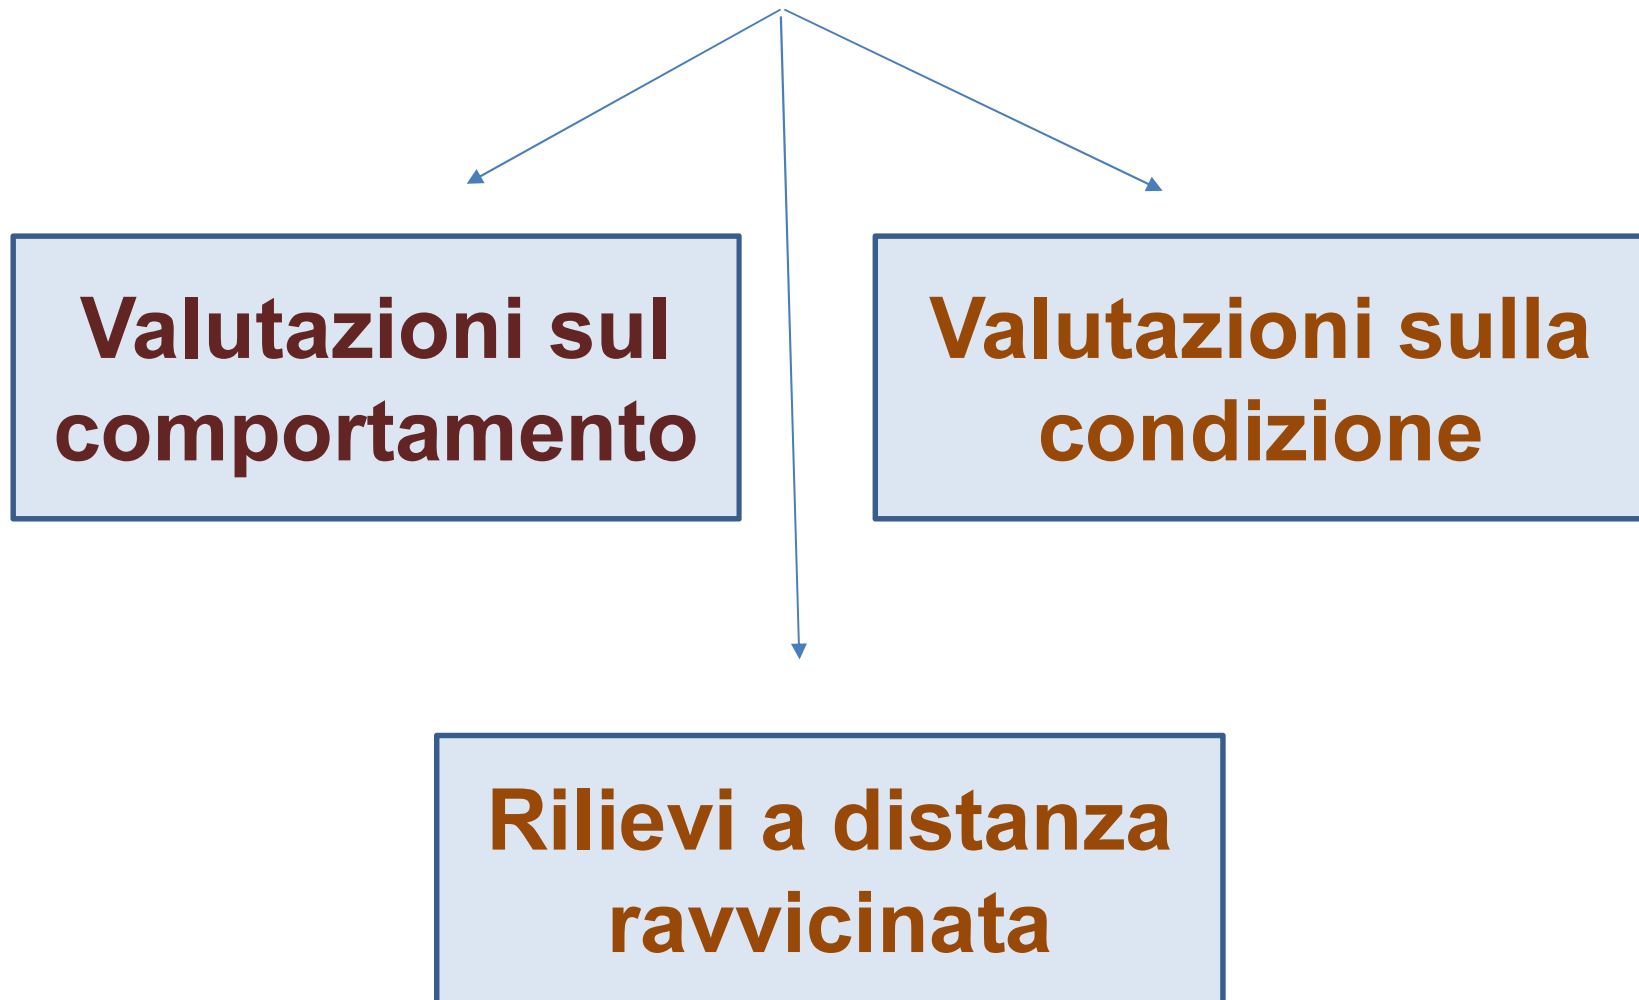 Valutazioni sul
comportamento
Valutazioni sulla
condizione
Rilievi a distanza
ravvicinata